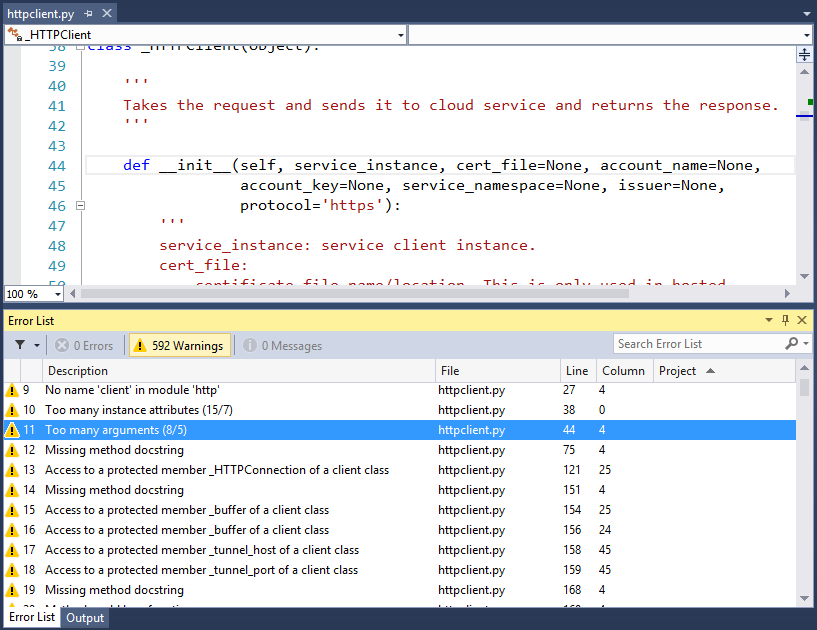 httpclient.py
_HTTPClient
38 class _HTTPClient(object):
39
40 '''
41 Takes the request and sends it to cloud service and returns the response.
42 '''
43
44 def __init__(self, service_instance, cert_file=None, account_name=None,
45 account_key=None, service_namespace=None, issuer=None,
46 protocol='https'):
47 '''
48 service_instance: service client instance.
49 cert_file:
50 certificate file name/location. This is only used in hosted
100 %
Error List
0 Errors 592 Warnings 0 Messages Search Error List
Description File Line Column Project
9 No name 'client' in module 'http' httpclient.py 27 4
10 Too many instance attributes (15/7) httpclient.py 38 0
11 Too many arguments (8/5) httpclient.py 44 4
12 Missing method docstring httpclient.py 75 4
13 Access to a protected member _HTTPConnection of a client class httpclient.py 121 25
14 Missing method docstring httpclient.py 151 4
15 Access to a protected member _buffer of a client class httpclient.py 154 25
16 Access to a protected member _buffer of a client class httpclient.py 156 24
17 Access to a protected member _tunnel_host of a client class httpclient.py 158 45
18 Access to a protected member _tunnel_port of a client class httpclient.py 159 45
19 Missing method docstring httpclient.py 168 4
Error List Output